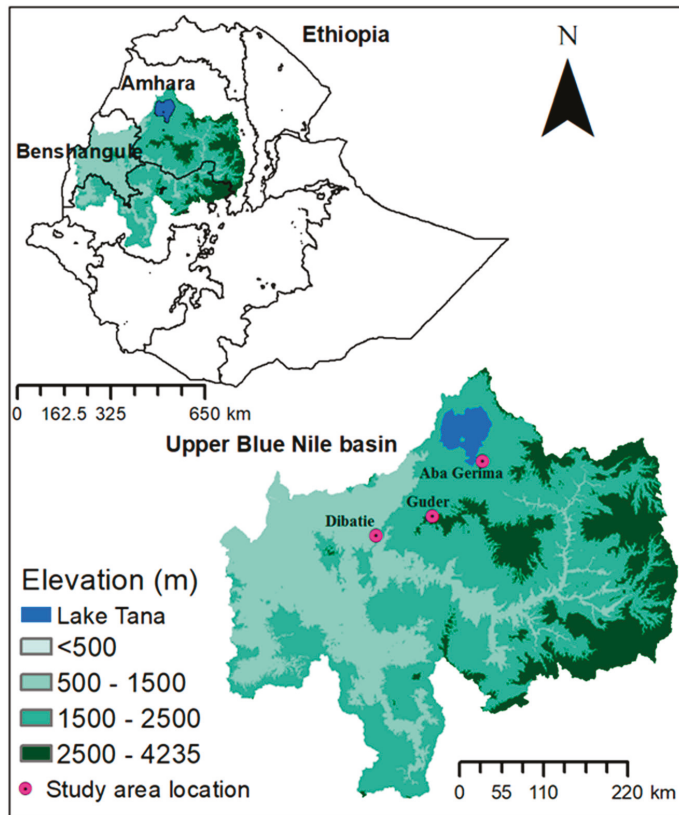 Ethiopia
N
Amhara
Benshangule
0 162.5 325 650 km
Upper Blue Nile basin
Aba Gerima
Guder
Dibatie
Elevation (m)
Lake Tana
<500
500 - 1500
1500 - 2500
2500 - 4235
Study area location
0 55 110 220 km